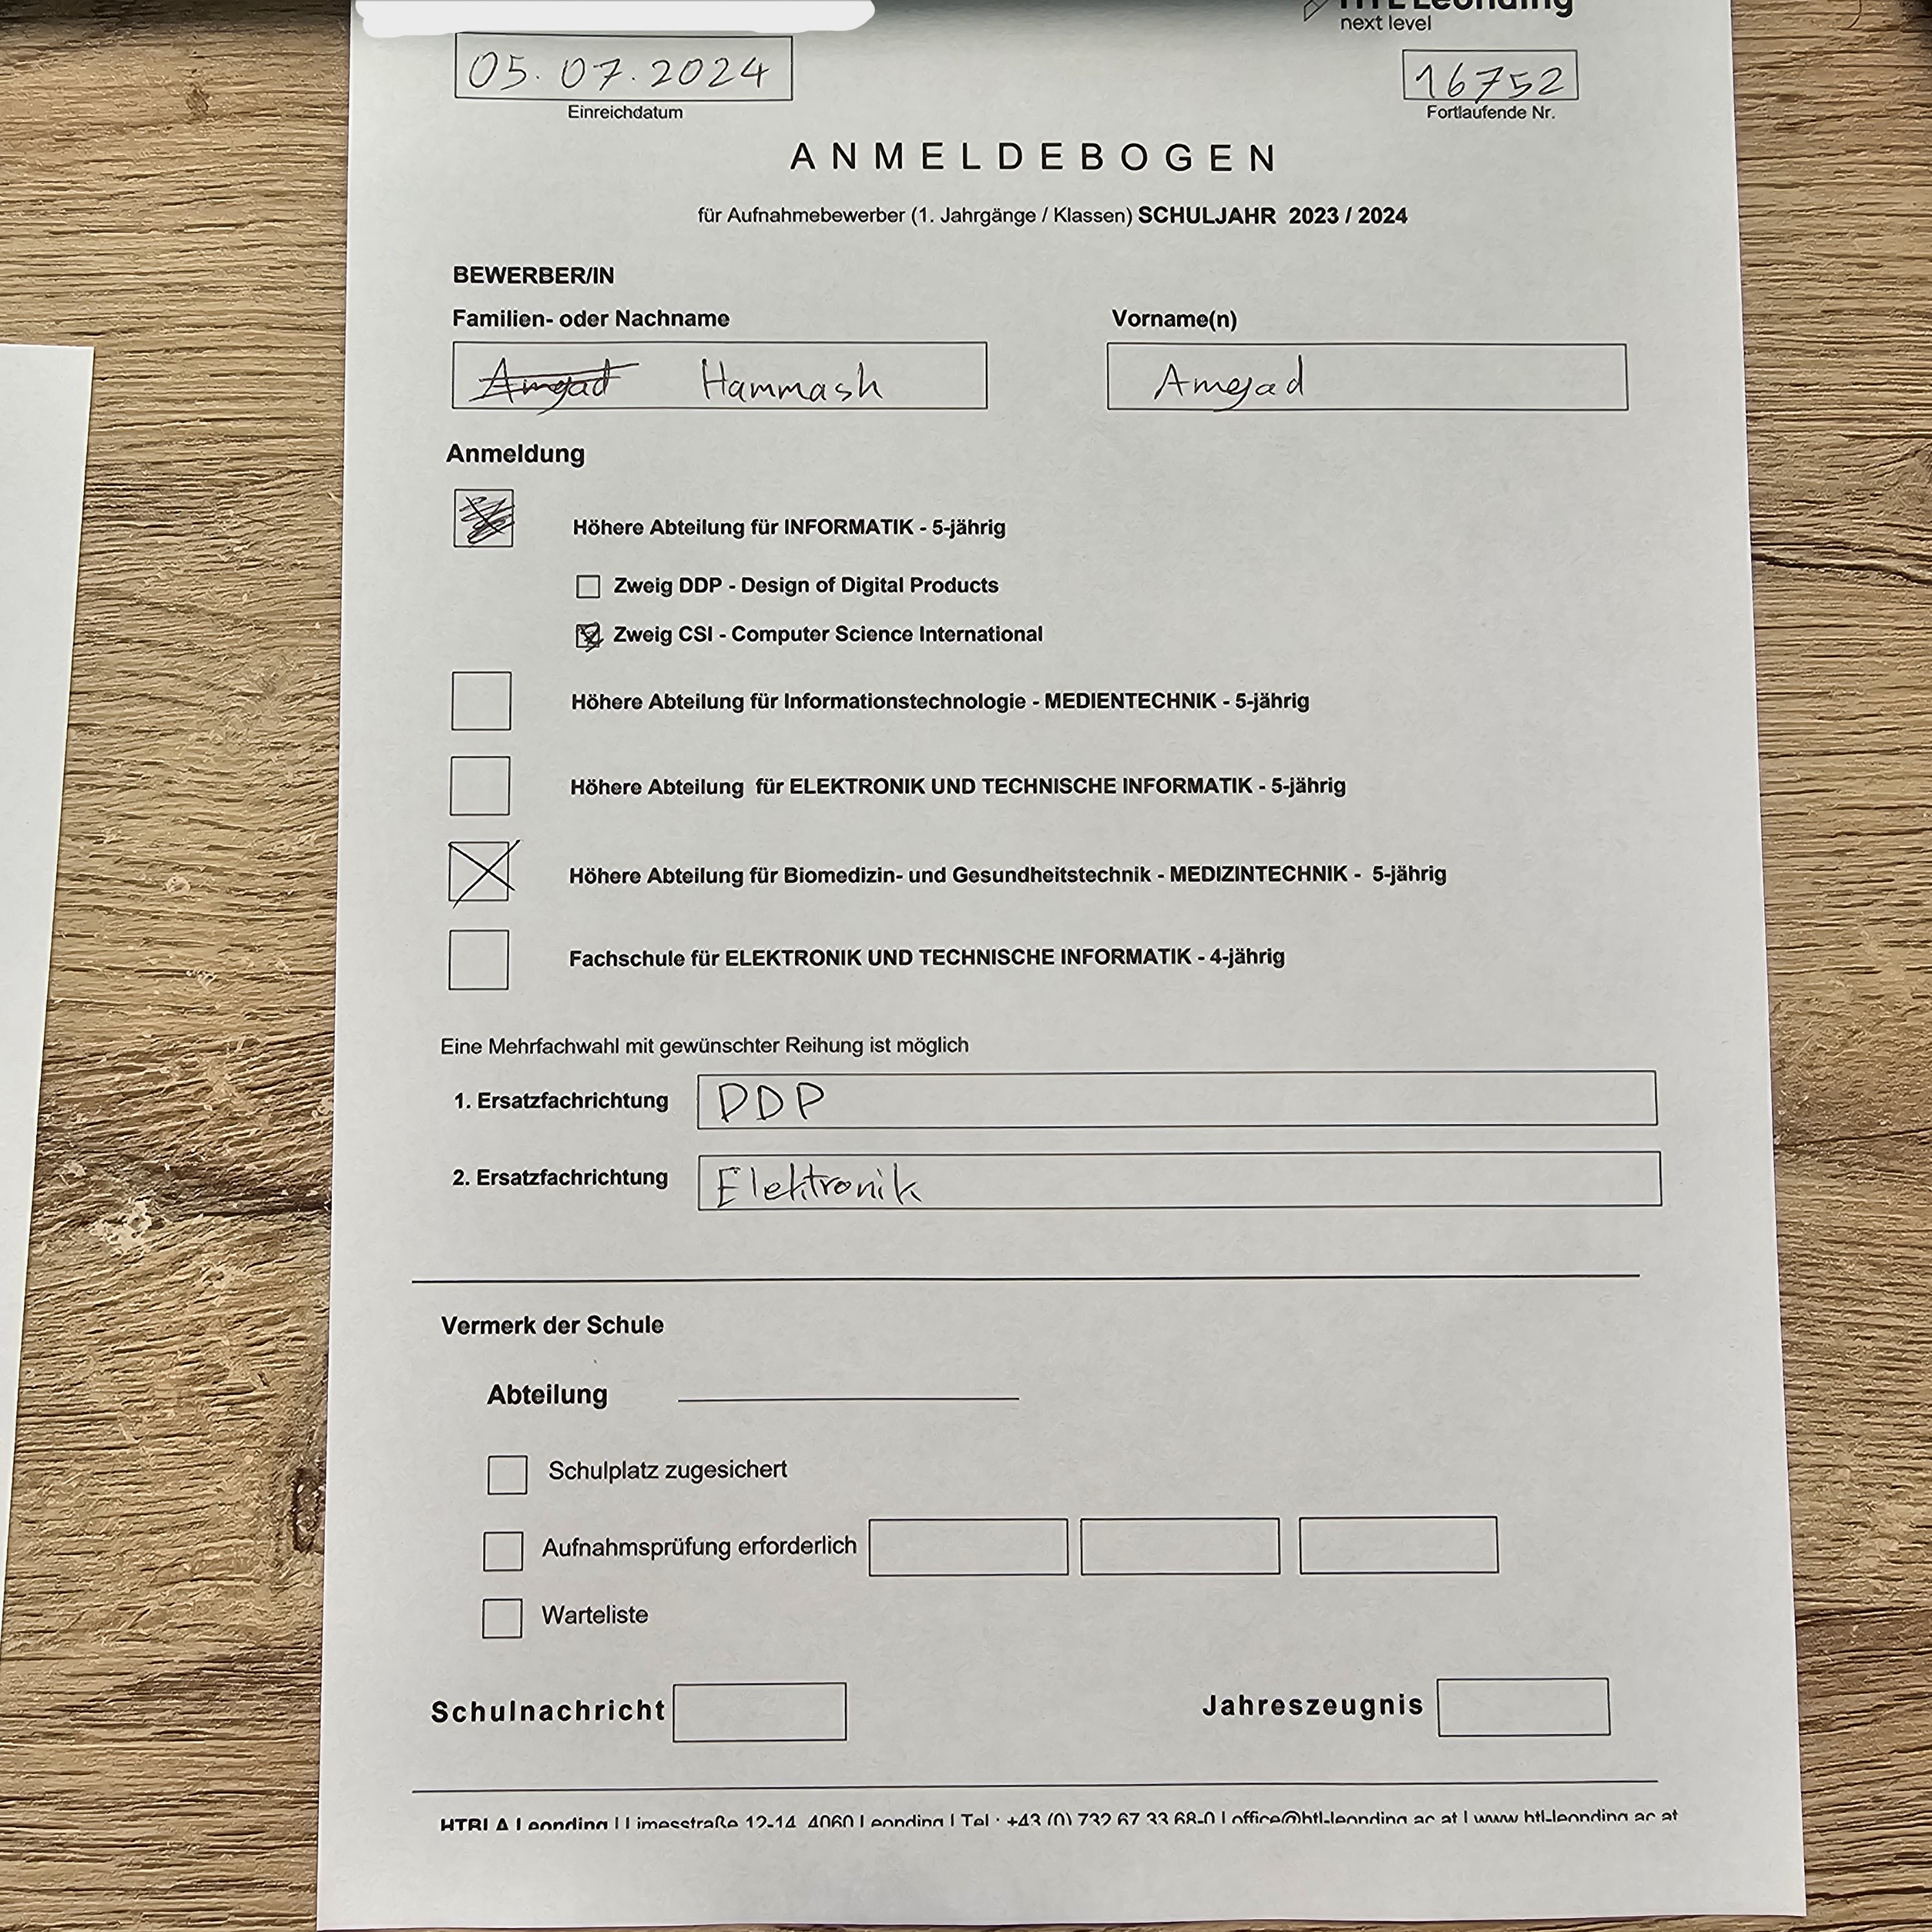 HTL Leonding
next level
05.07.2024
16752
Einreichdatum
Fortlaufende Nr.
ANMELDEBOGEN
für Aufnahmebewerber (1. Jahrgänge / Klassen) SCHULJAHR 2023 / 2024
BEWERBER/IN
Familien- oder Nachname
Vorname(n)
Amgad Hammash
Amgad
Anmeldung
Höhere Abteilung für INFORMATIK - 5-jährig
Zweig DDP - Design of Digital Products
Zweig CSI - Computer Science International
Höhere Abteilung für Informationstechnologie - MEDIENTECHNIK - 5-jährig
Höhere Abteilung für ELEKTRONIK UND TECHNISCHE INFORMATIK - 5-jährig
Höhere Abteilung für Biomedizin- und Gesundheitstechnik - MEDIZINTECHNIK - 5-jährig
Fachschule für ELEKTRONIK UND TECHNISCHE INFORMATIK - 4-jährig
Eine Mehrfachwahl mit gewünschter Reihung ist möglich
1. Ersatzfachrichtung DDP
2. Ersatzfachrichtung Elektronik
Vermerk der Schule
Abteilung
Schulplatz zugesichert
Aufnahmsprüfung erforderlich
Warteliste
Schulnachricht
Jahreszeugnis
HTBLA Leonding | Limesstraße 12-14, 4060 Leonding | Tel.: +43 (0) 732 67 33 68-0 | office@htl-leonding.ac.at | www.htl-leonding.ac.at